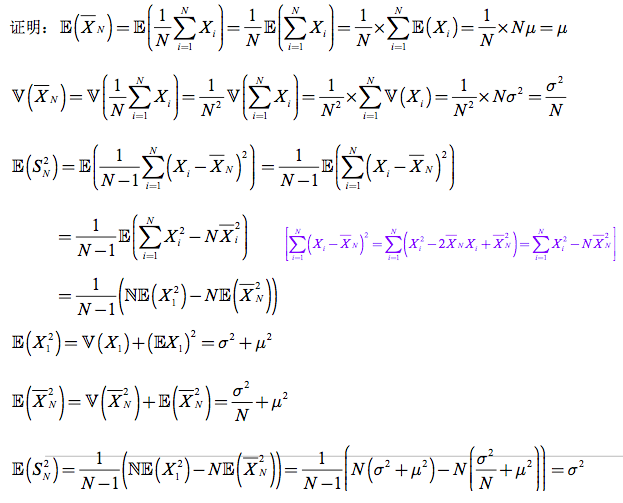 证明: 𝔼(X̅_N)=𝔼(1/N ∑_{i=1}^{N} X_i)=1/N 𝔼(∑_{i=1}^{N} X_i)=1/N×∑_{i=1}^{N} 𝔼(X_i)=1/N×Nμ=μ
𝕍(X̅_N)=𝕍(1/N ∑_{i=1}^{N} X_i)=1/N² 𝕍(∑_{i=1}^{N} X_i)=1/N²×∑_{i=1}^{N} 𝕍(X_i)=1/N²×Nσ²=σ²/N
𝔼(S_N²)=𝔼(1/(N−1) ∑_{i=1}^{N} (X_i−X̅_N)²)=1/(N−1) 𝔼(∑_{i=1}^{N} (X_i−X̅_N)²)
=1/(N−1) 𝔼(∑_{i=1}^{N} X_i²−N X̅_i²) [∑_{i=1}^{N} (X_i−X̅_N)²=∑_{i=1}^{N} (X_i²−2X̅_N X_i+X̅_N²)=∑_{i=1}^{N} X_i²−N X̅_N²]
=1/(N−1) (ℕ𝔼(X_1²)−N𝔼(X̅_N²))
𝔼(X_1²)=𝕍(X_1)+(𝔼X_1)²=σ²+μ²
𝔼(X̅_N²)=𝕍(X̅_N²)+𝔼(X̅_N²)=σ²/N+μ²
𝔼(S_N²)=1/(N−1) (ℕ𝔼(X_1²)−N𝔼(X̅_N²))=1/(N−1) (N(σ²+μ²)−N(σ²/N+μ²))=σ²